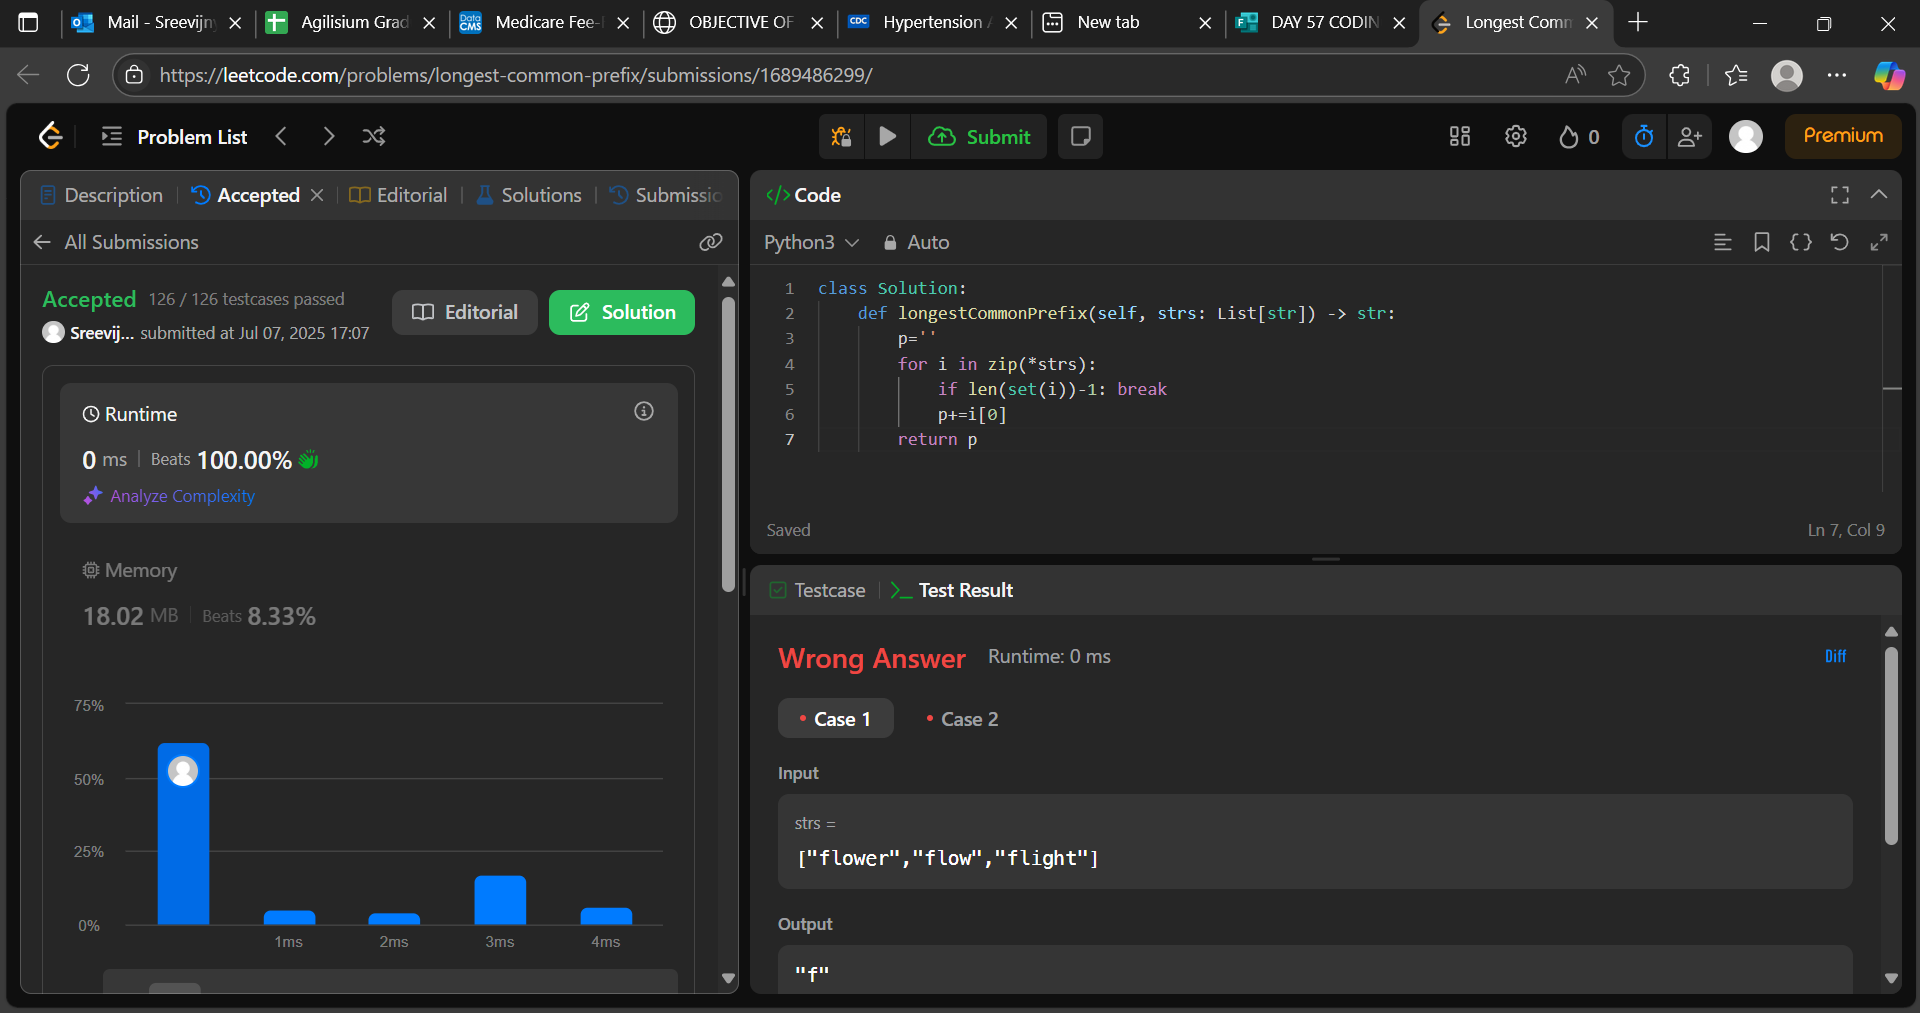 Mail - Sreevijny
Agilisium Grad
Data CMS
Medicare Fee-F
OBJECTIVE OF
CDC
Hypertension A
New tab
DAY 57 CODIN
Longest Comm
https://leetcode.com/problems/longest-common-prefix/submissions/1689486299/
Problem List
Submit
0
Premium
Description
Accepted
Editorial
Solutions
Submissio
All Submissions
Accepted 126 / 126 testcases passed
Sreevij... submitted at Jul 07, 2025 17:07
Editorial
Solution
Runtime
0 ms | Beats 100.00%
Analyze Complexity
Memory
18.02 MB | Beats 8.33%
75%
50%
25%
0%
1ms 2ms 3ms 4ms
</> Code
Python3
Auto
1 class Solution:
2 def longestCommonPrefix(self, strs: List[str]) -> str:
3 p=''
4 for i in zip(*strs):
5 if len(set(i))-1: break
6 p+=i[0]
7 return p
Saved
Ln 7, Col 9
Testcase
>_ Test Result
Wrong Answer Runtime: 0 ms
Diff
• Case 1
• Case 2
Input
strs =
["flower","flow","flight"]
Output
"f"